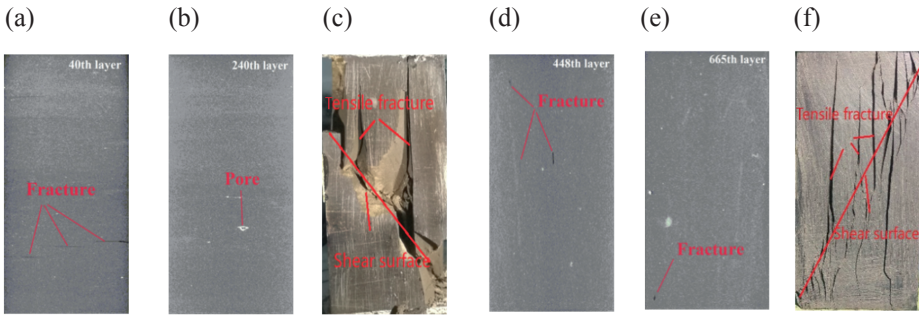 (a)
(b)
(c)
(d)
(e)
(f)
40th layer
Fracture
240th layer
Pore
Tensile fracture
Shear surface
448th layer
Fracture
665th layer
Fracture
Tensile fracture
Shear surface